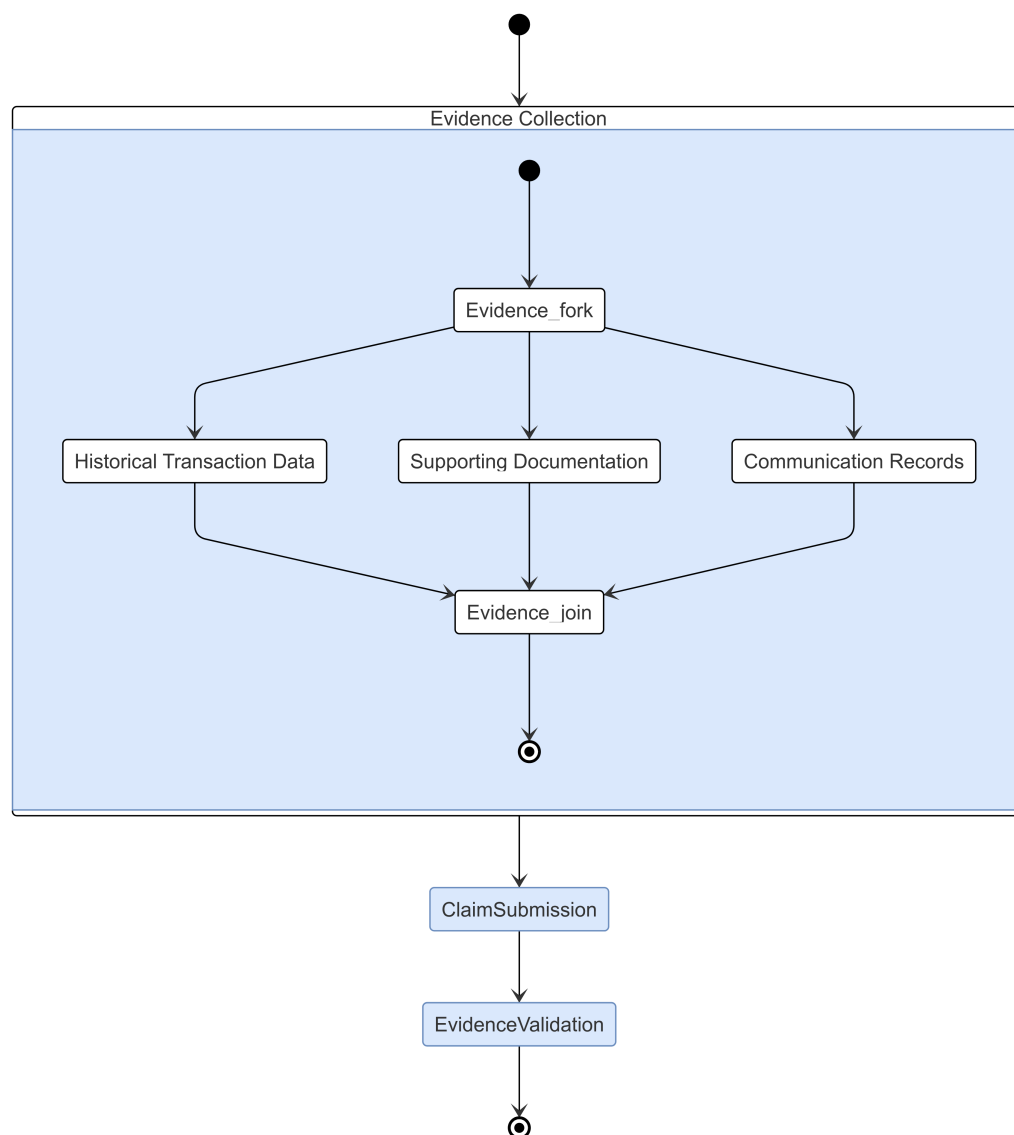 Evidence Collection
Evidence_fork
Historical Transaction Data
Supporting Documentation
Communication Records
Evidence_join
ClaimSubmission
EvidenceValidation